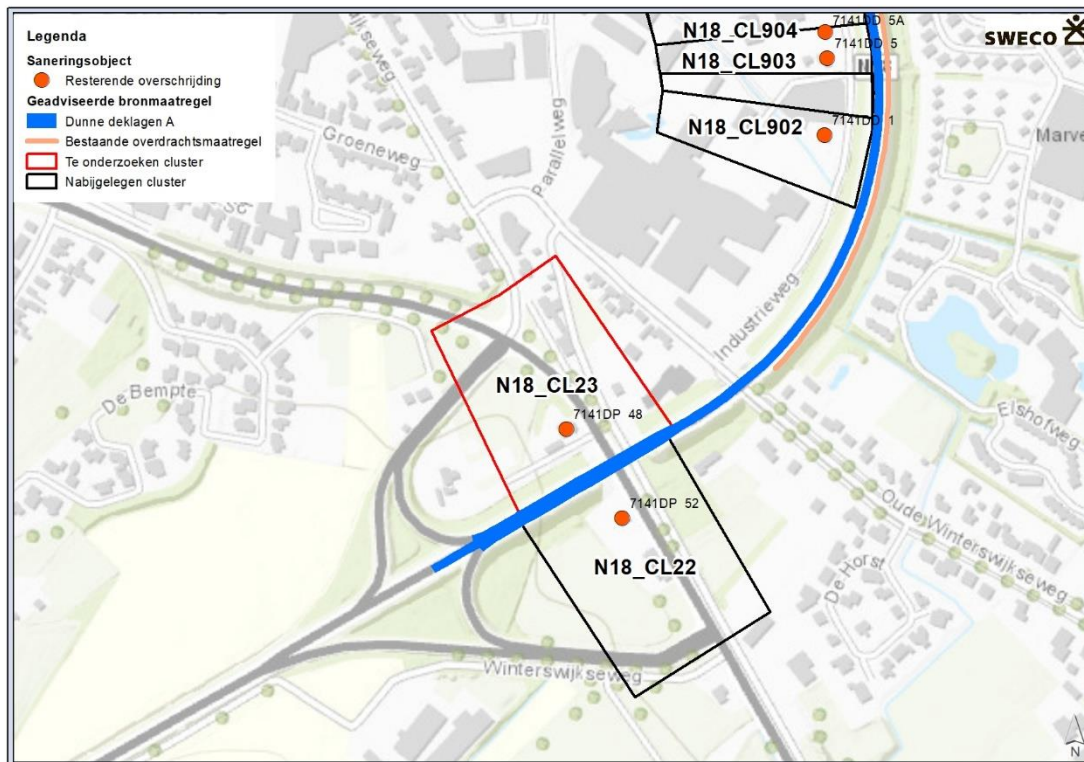 Legenda
Saneringsobject
Resterende overschrijding
Geadviseerde bronmaatregel
Dunne deklagen A
Bestaande overdrachtsmaatregel
Te onderzoeken cluster
Nabijgelegen cluster
SWECO
7141DD 5A
N18_CL904
7141DD 5
N18_CL903
7141DD 1
N18_CL902
Groeneweg
Parallelweg
Industrieweg
De Bempte
N18_CL23
7141DP 48
Elshofweg
7141DP 52
Oude Winterswijkseweg
N18_CL22
De Horst
Winterswijkseweg
N